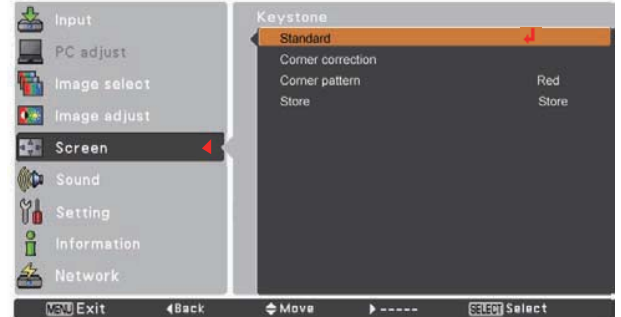 Input
PC adjust
Image select
Image adjust
Screen
Sound
Setting
Information
Network
Keystone
Standard
Corner correction
Corner pattern Red
Store Store
MENU Exit ◀Back Move ▶----- SELECT Select